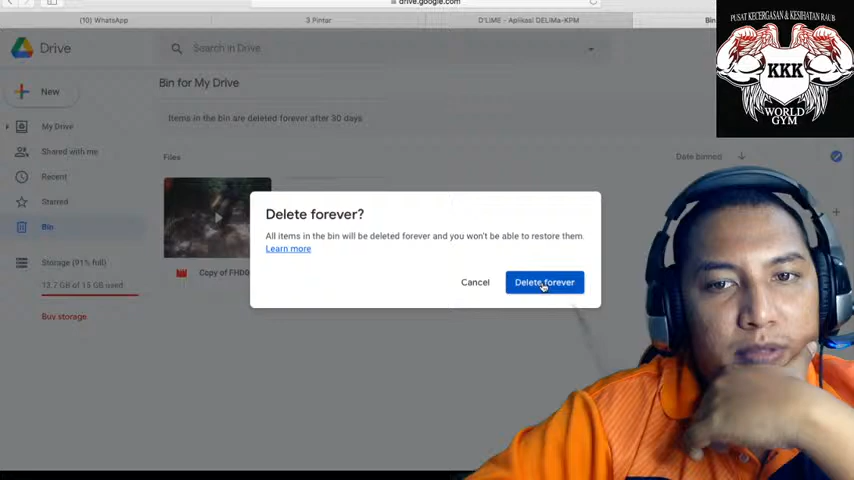 drive.google.com
(10) WhatsApp
3 Pintar
D'LIME - Aplikasi DELIMa-KPM
Bin
PUSAT KECERGASAN & KESIHATAN RAUB
KKK
WORLD
GYM
Drive
Search in Drive
New
Bin for My Drive
Items in the bin are deleted forever after 30 days
My Drive
Shared with me
Recent
Starred
Bin
Storage (91% full)
13.7 GB of 15 GB used
Buy storage
Files
Date binned
Copy of FHDG
Delete forever?
All items in the bin will be deleted forever and you won't be able to restore them.
Learn more
Cancel
Delete forever